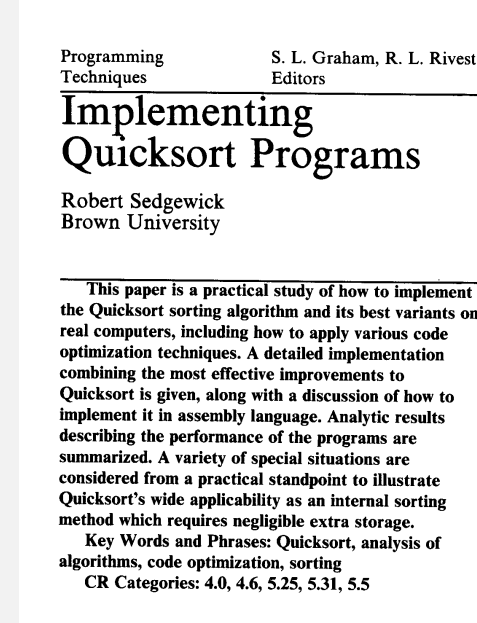 Programming
Techniques
S. L. Graham, R. L. Rivest
Editors
Implementing
Quicksort Programs
Robert Sedgewick
Brown University
This paper is a practical study of how to implement
the Quicksort sorting algorithm and its best variants on
real computers, including how to apply various code
optimization techniques. A detailed implementation
combining the most effective improvements to
Quicksort is given, along with a discussion of how to
implement it in assembly language. Analytic results
describing the performance of the programs are
summarized. A variety of special situations are
considered from a practical standpoint to illustrate
Quicksort's wide applicability as an internal sorting
method which requires negligible extra storage.
Key Words and Phrases: Quicksort, analysis of
algorithms, code optimization, sorting
CR Categories: 4.0, 4.6, 5.25, 5.31, 5.5